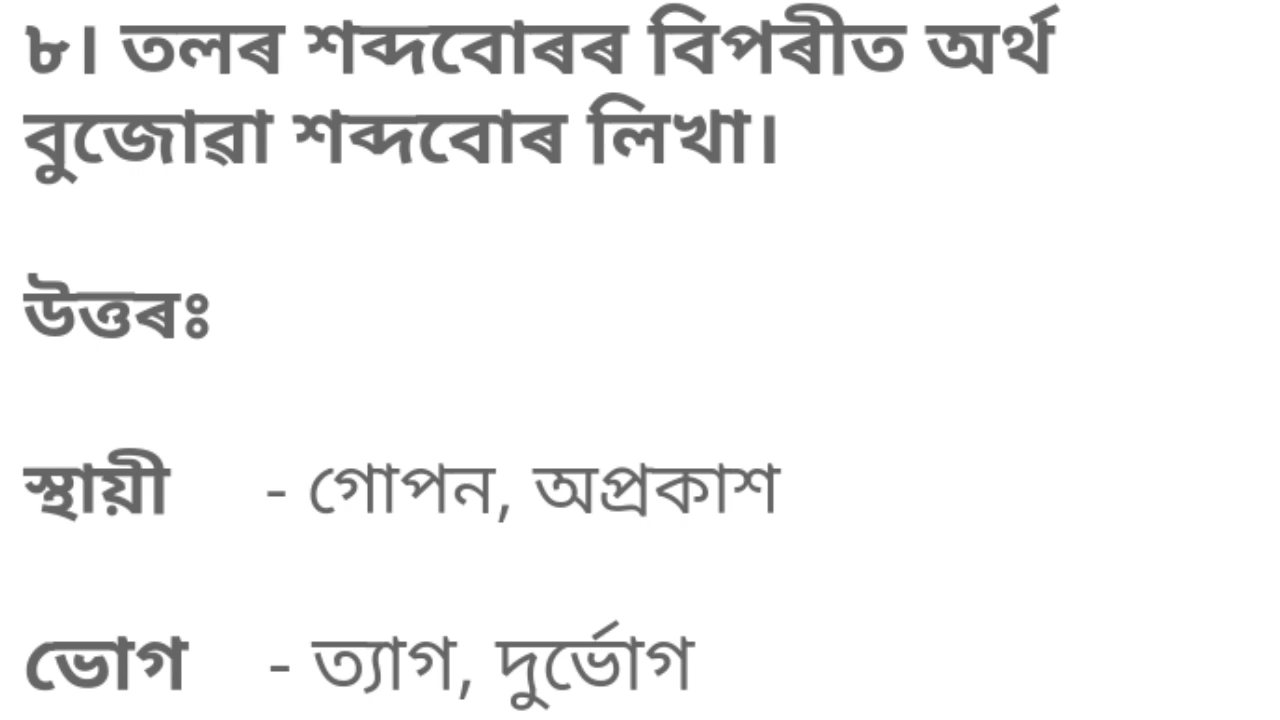 ৮। তলৰ শব্দবোৰৰ বিপৰীত অৰ্থ
বুজোৱা শব্দবোৰ লিখা।
উত্তৰঃ
স্থায়ী - গোপন, অপ্ৰকাশ
ভোগ - ত্যাগ, দুৰ্ভোগ